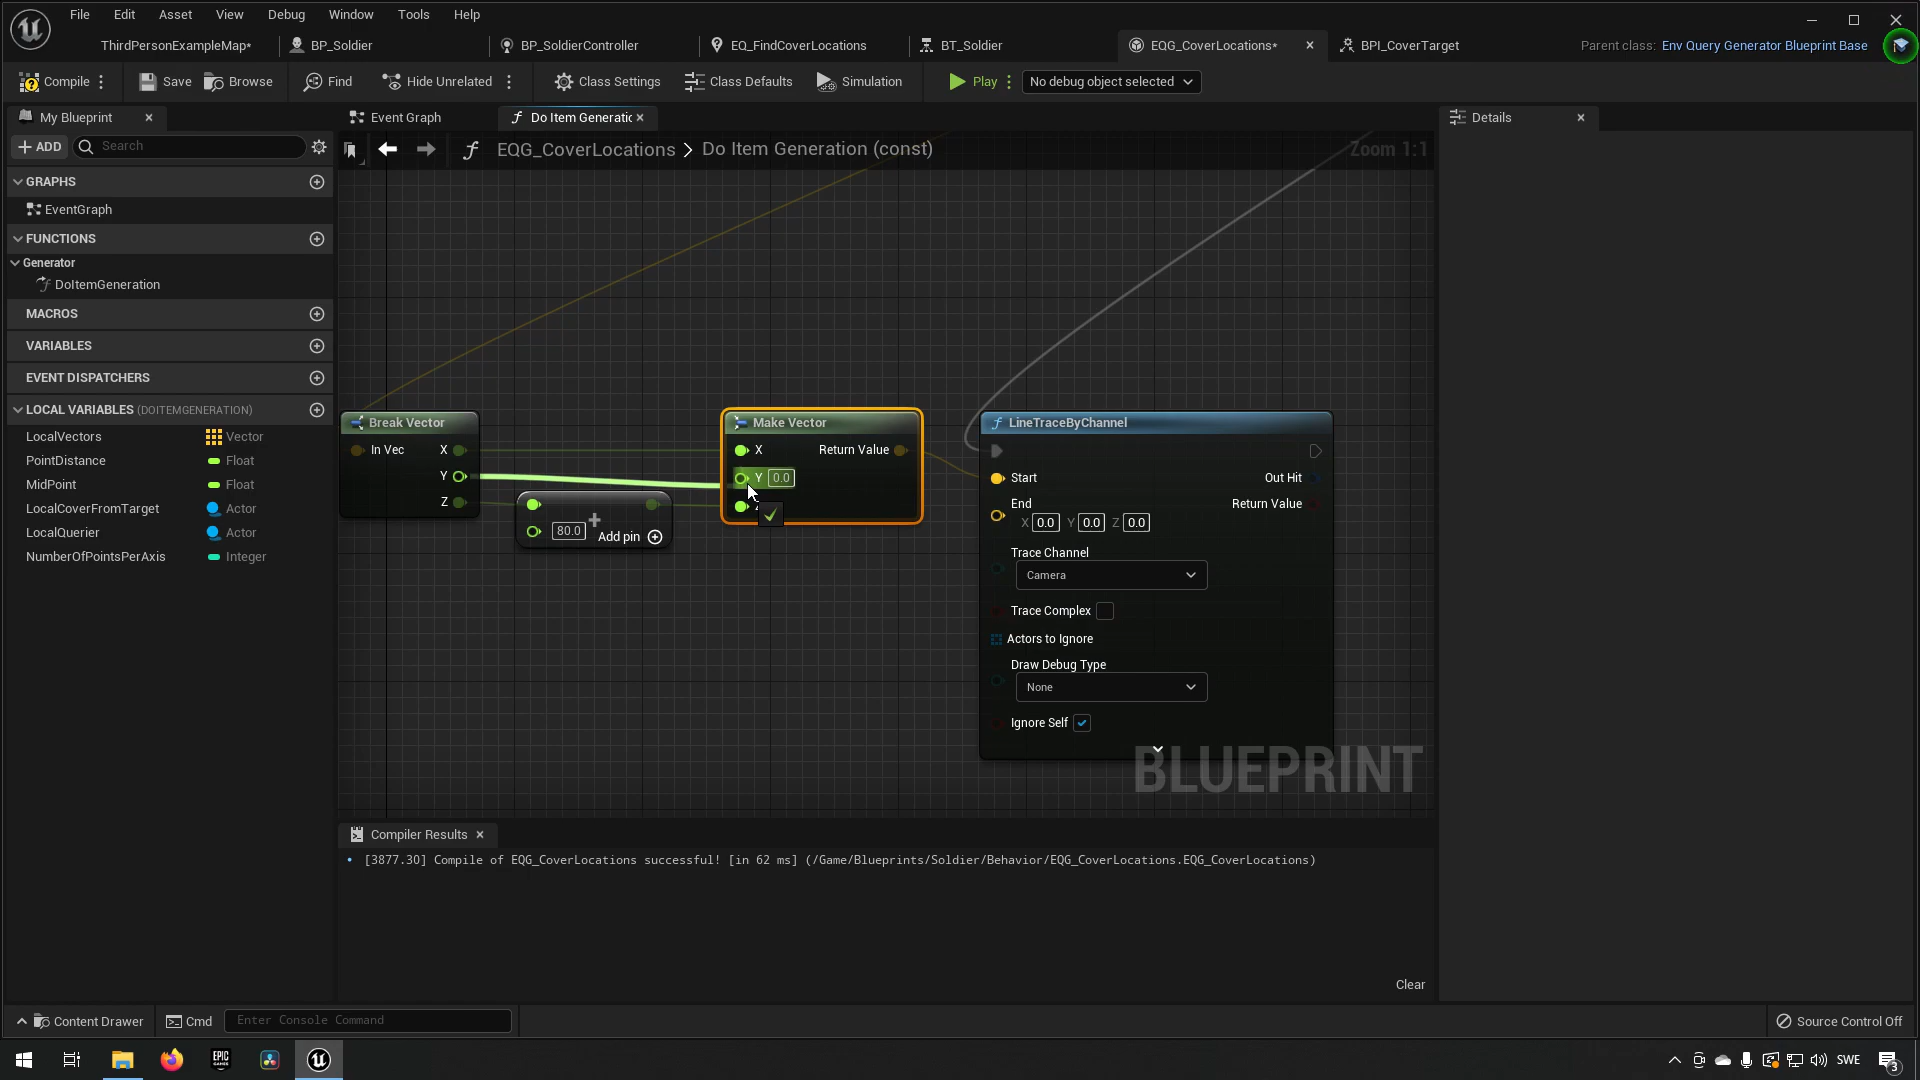 File Edit Asset View Debug Window Tools Help
ThirdPersonExampleMap* BP_Soldier BP_SoldierController EQ_FindCoverLocations BT_Soldier EQG_CoverLocations* BPI_CoverTarget Parent class: Env Query Generator Blueprint Base
Compile Save Browse Find Hide Unrelated Class Settings Class Defaults Simulation Play No debug object selected
My Blueprint Event Graph Do Item Generatic Details
ADD Search EQG_CoverLocations > Do Item Generation (const) Zoom 1:1
GRAPHS
EventGraph
FUNCTIONS
Generator
DoItemGeneration
MACROS
VARIABLES
EVENT DISPATCHERS
LOCAL VARIABLES (DOITEMGENERATION)
LocalVectors Vector
PointDistance Float
MidPoint Float
LocalCoverFromTarget Actor
LocalQuerier Actor
NumberOfPointsPerAxis Integer
Break Vector
In Vec X
Y
Z
80.0 Add pin
Make Vector
X Return Value
Y 0.0
LineTraceByChannel
Start Out Hit
End Return Value
X 0.0 Y 0.0 Z 0.0
Trace Channel
Camera
Trace Complex
Actors to Ignore
Draw Debug Type
None
Ignore Self
BLUEPRINT
Compiler Results
[3877.30] Compile of EQG_CoverLocations successful! [in 62 ms] (/Game/Blueprints/Soldier/Behavior/EQG_CoverLocations.EQG_CoverLocations)
Clear
Content Drawer Cmd Enter Console Command Source Control Off
EPIC GAMES SWE 3